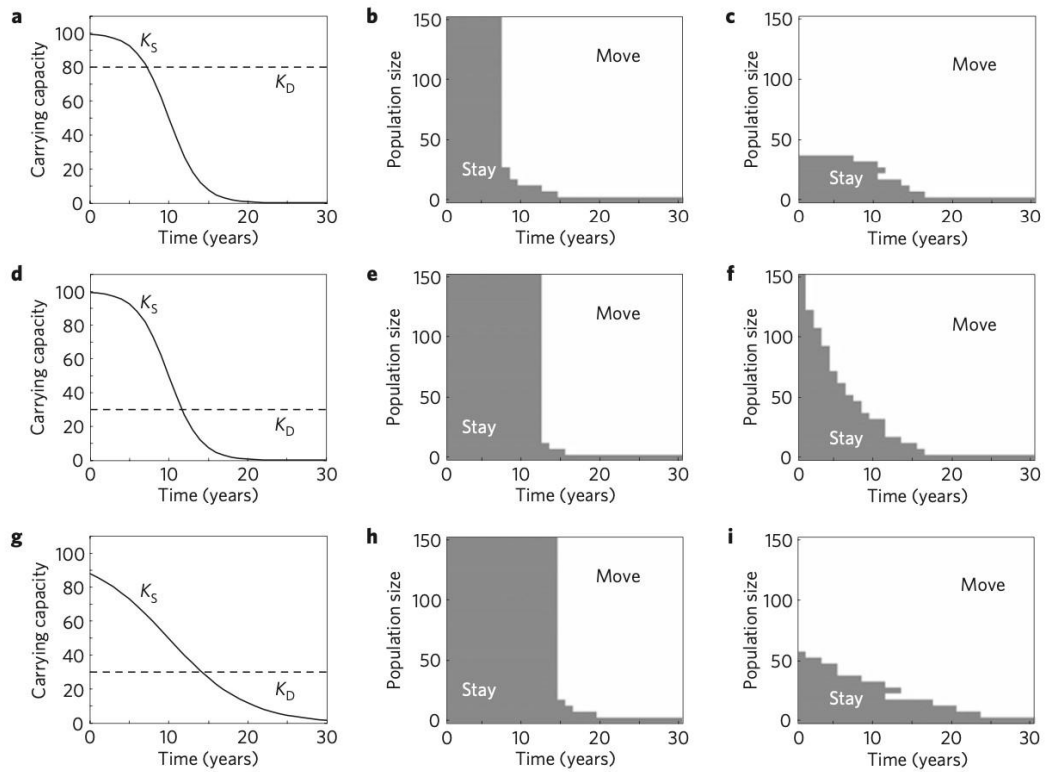 a
Carrying capacity
100
80
60
40
20
0
K_S
K_D
0 10 20 30
Time (years)
b
Population size
150
100
50
0
Move
Stay
0 10 20 30
Time (years)
c
Population size
150
100
50
0
Move
Stay
0 10 20 30
Time (years)
d
Carrying capacity
100
80
60
40
20
0
K_S
K_D
0 10 20 30
Time (years)
e
Population size
150
100
50
0
Move
Stay
0 10 20 30
Time (years)
f
Population size
150
100
50
0
Move
Stay
0 10 20 30
Time (years)
g
Carrying capacity
100
80
60
40
20
0
K_S
K_D
0 10 20 30
Time (years)
h
Population size
150
100
50
0
Move
Stay
0 10 20 30
Time (years)
i
Population size
150
100
50
0
Move
Stay
0 10 20 30
Time (years)